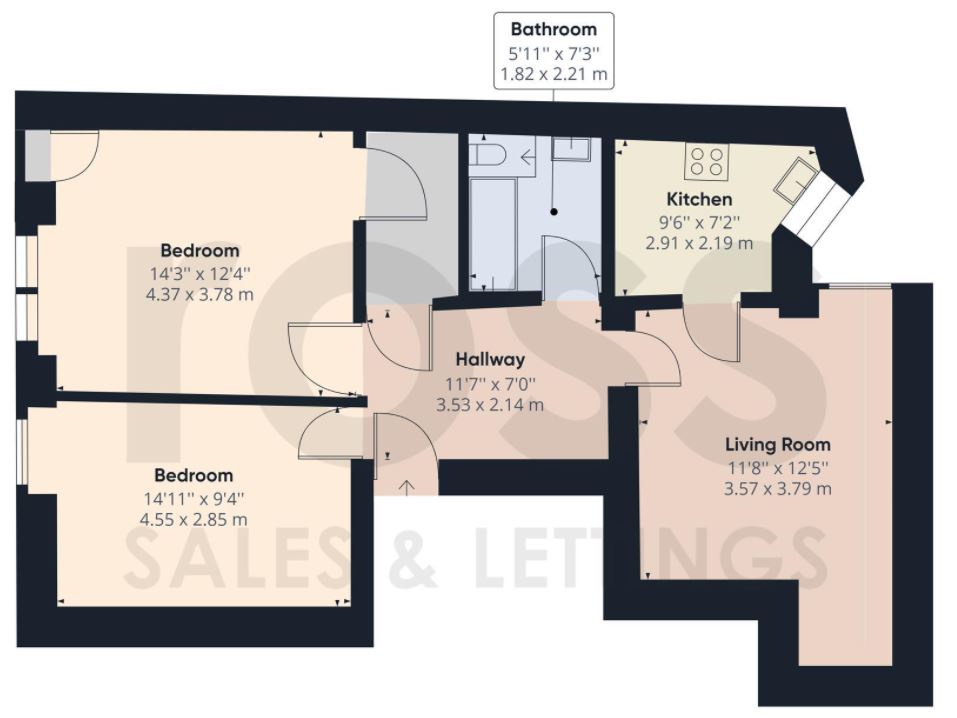 Bathroom
5'11'' x 7'3''
1.82 x 2.21 m
Kitchen
9'6'' x 7'2''
2.91 x 2.19 m
Bedroom
14'3'' x 12'4''
4.37 x 3.78 m
Hallway
11'7'' x 7'0''
3.53 x 2.14 m
Living Room
11'8'' x 12'5''
3.57 x 3.79 m
Bedroom
14'11'' x 9'4''
4.55 x 2.85 m
ross
SALES & LETTINGS